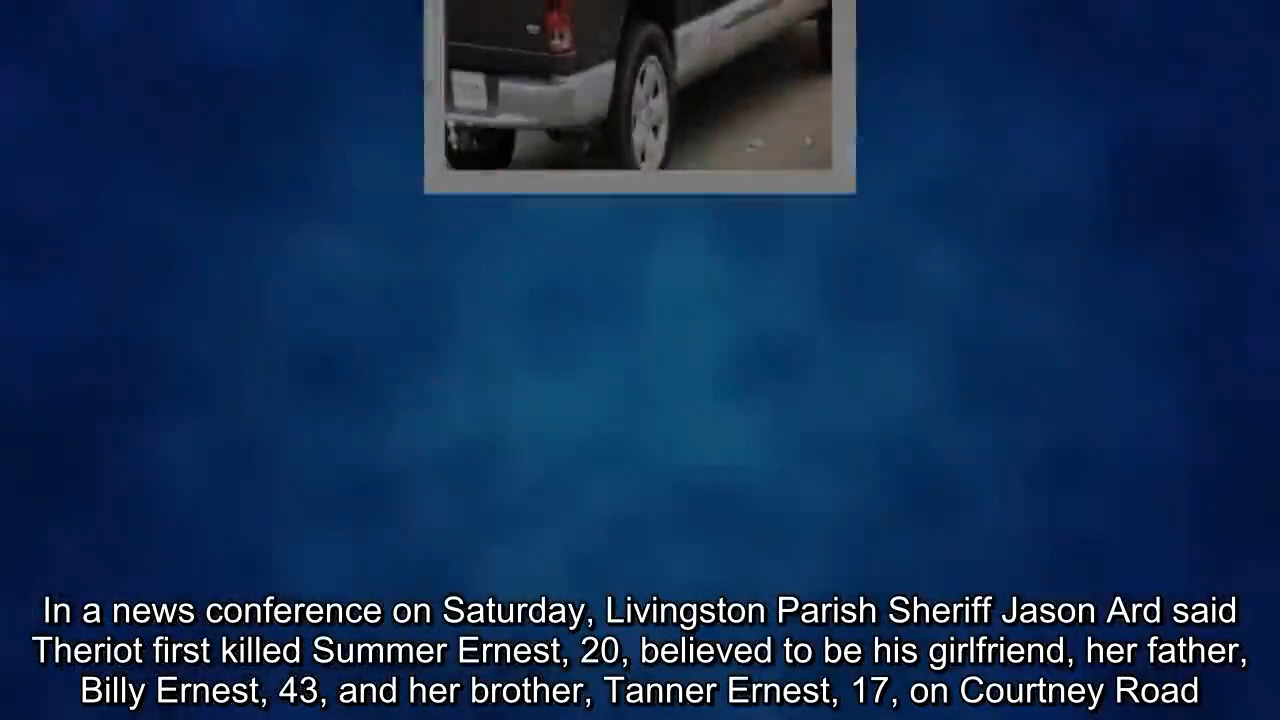 In a news conference on Saturday, Livingston Parish Sheriff Jason Ard said
Theriot first killed Summer Ernest, 20, believed to be his girlfriend, her father,
Billy Ernest, 43, and her brother, Tanner Ernest, 17, on Courtney Road